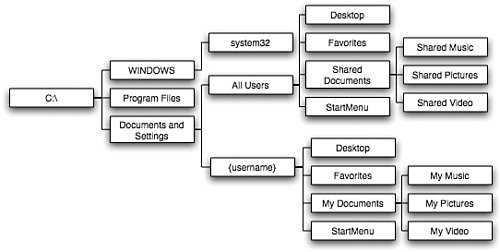 C:\
WINDOWS
Program Files
Documents and
Settings
system32
All Users
{username}
Desktop
Favorites
Shared
Documents
StartMenu
Shared Music
Shared Pictures
Shared Video
Desktop
Favorites
My Documents
StartMenu
My Music
My Pictures
My Video